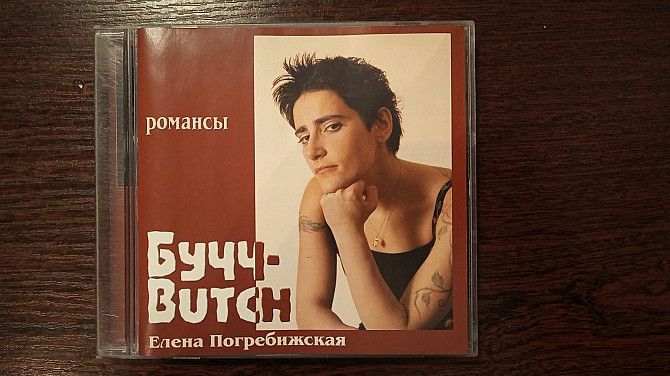 романсы
Бучч-
Butch
Елена Погребижская